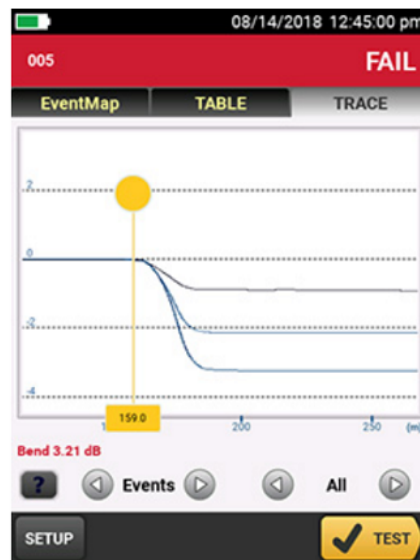 08/14/2018 12:45:00 pm
005 FAIL
EventMap TABLE TRACE
2
0
-2
-4
159.0
200 250 (m)
Bend 3.21 dB
? Events All
SETUP TEST